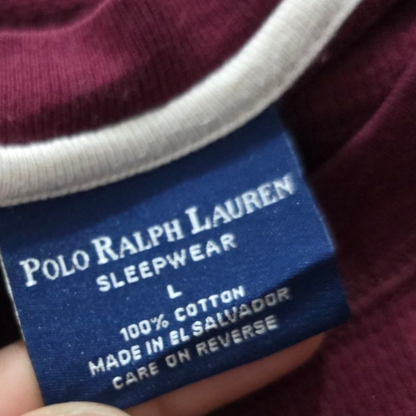 POLO RALPH LAUREN
SLEEPWEAR
L
100% COTTON
MADE IN EL SALVADOR
CARE ON REVERSE